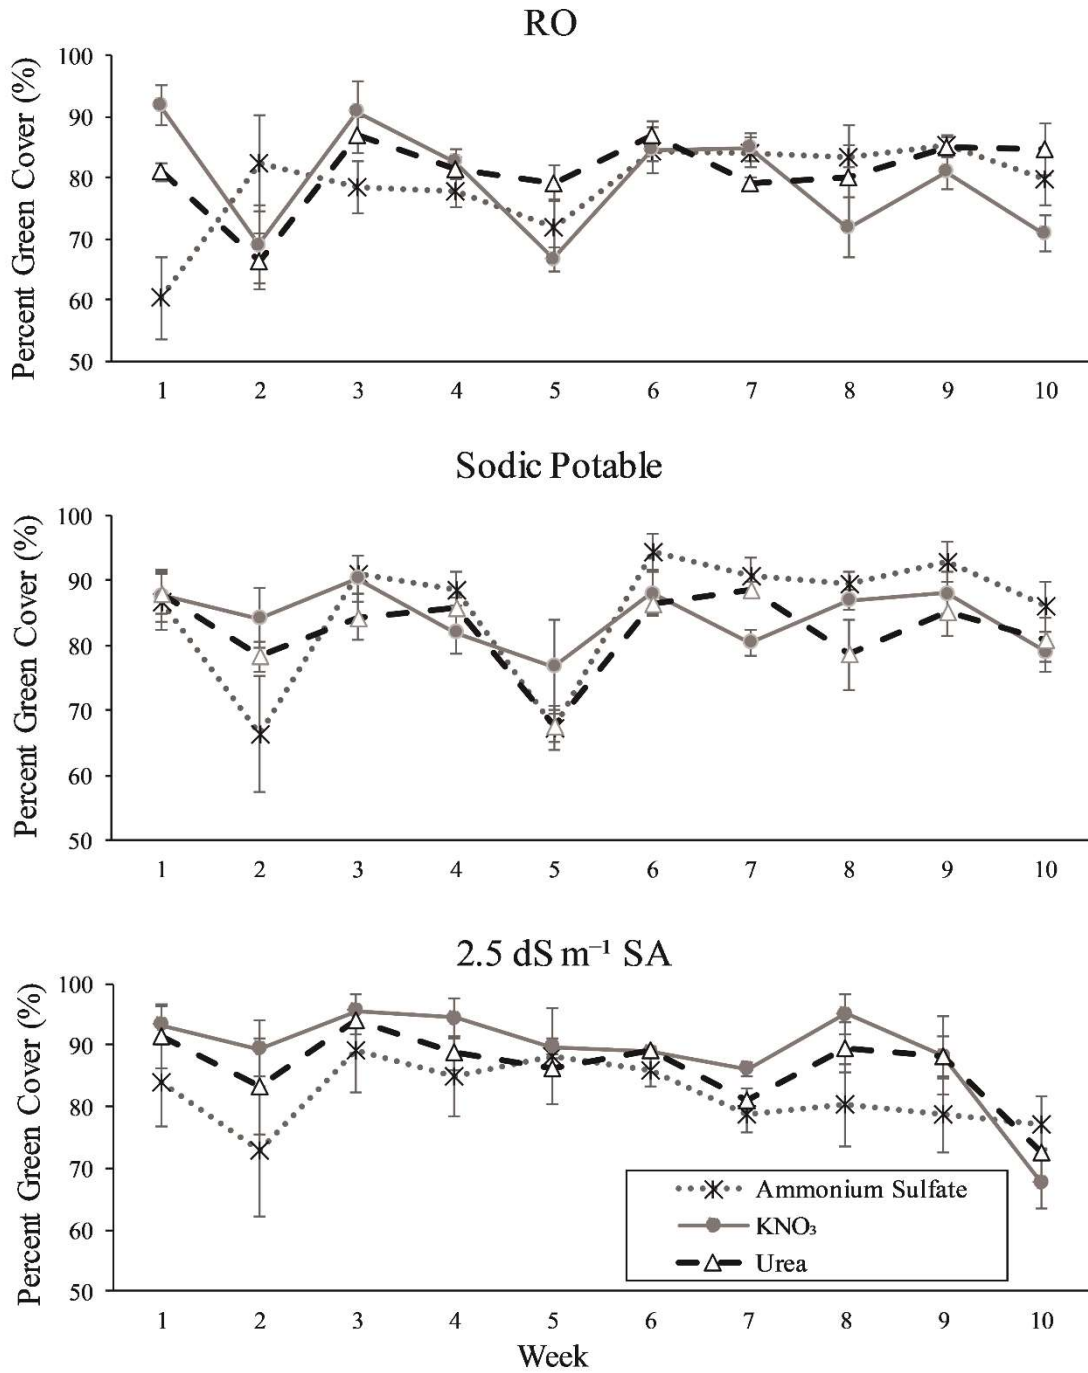 RO
Percent Green Cover (%)
100
90
80
70
60
50
1 2 3 4 5 6 7 8 9 10
Sodic Potable
Percent Green Cover (%)
100
90
80
70
60
50
1 2 3 4 5 6 7 8 9 10
2.5 dS m⁻¹ SA
Percent Green Cover (%)
100
90
80
70
60
50
Ammonium Sulfate
KNO₃
Urea
1 2 3 4 5 6 7 8 9 10
Week